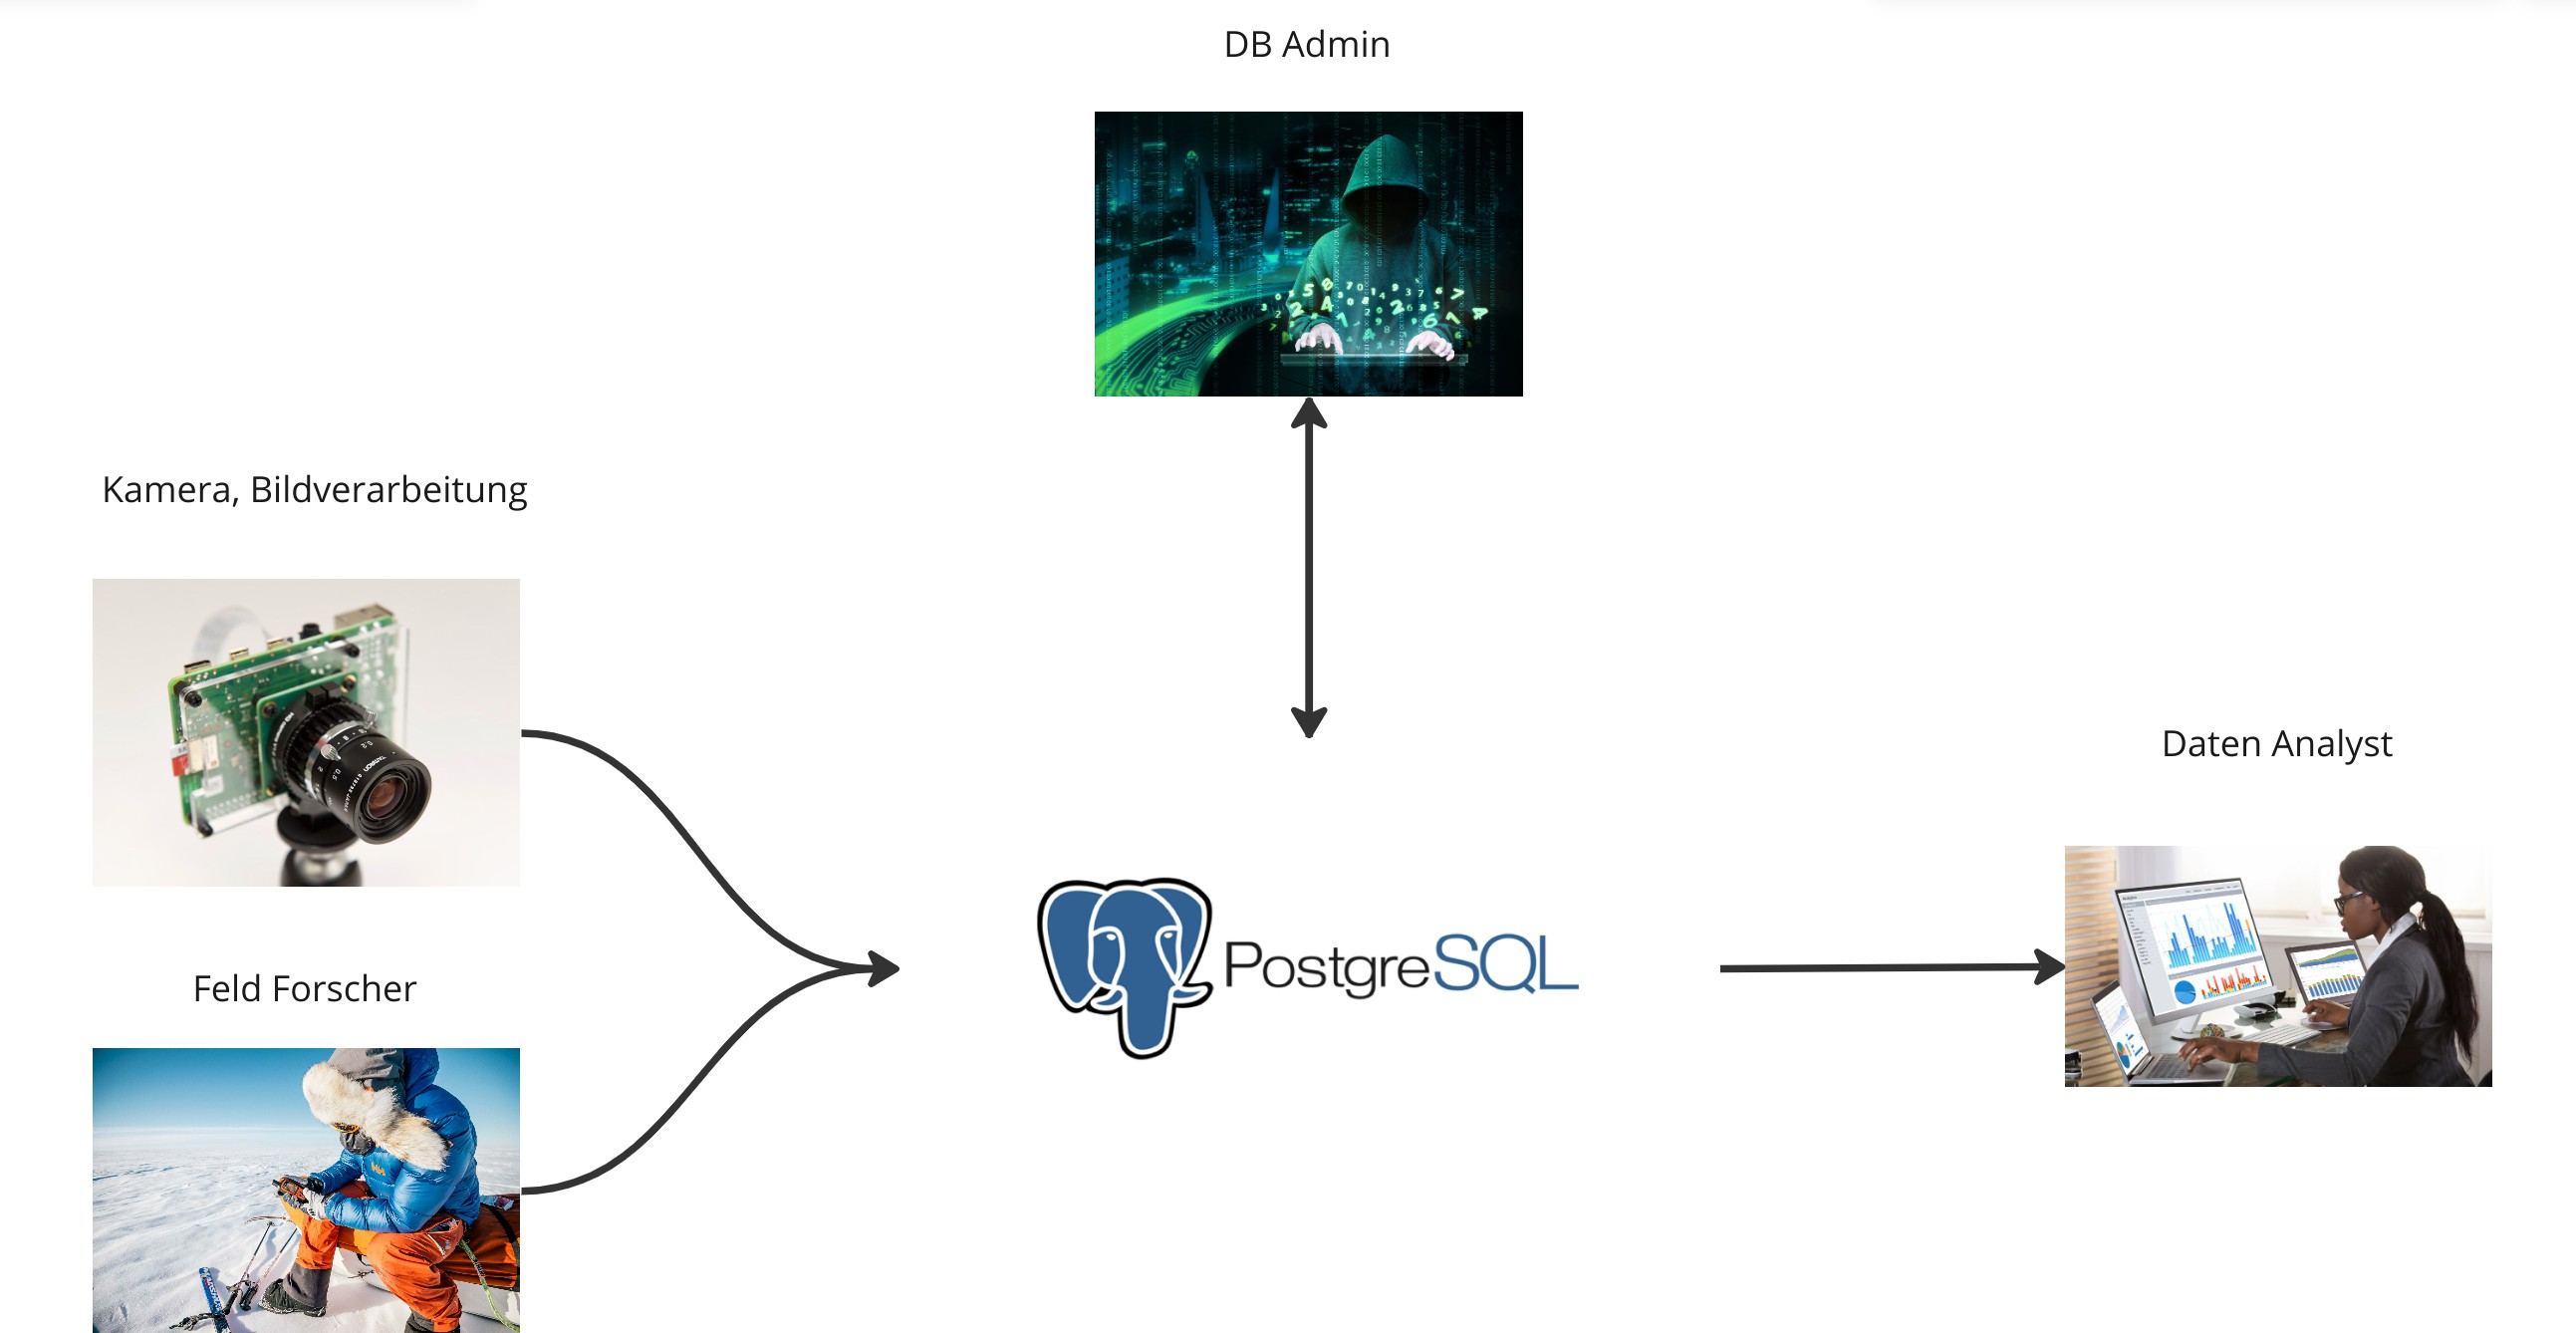 DB Admin
Kamera, Bildverarbeitung
Feld Forscher
PostgreSQL
Daten Analyst